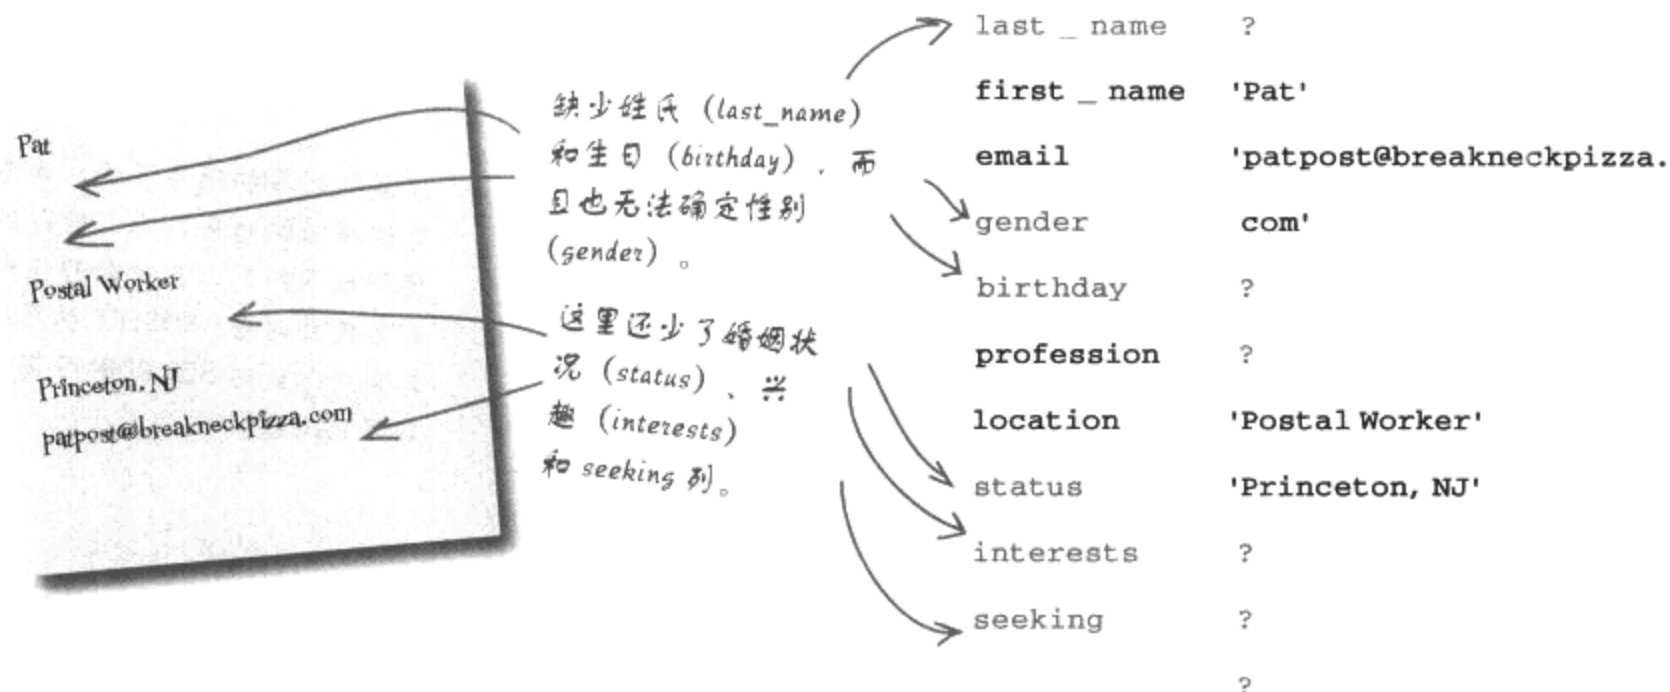 Pat
Postal Worker
Princeton, NJ
patpost@breakneckpizza.com
缺少姓氏 (last_name)
和生日 (birthday) , 而
且也无法确定性别
(gender) 。
这里还少了婚姻状
况 (status) 、兴
趣 (interests)
和 seeking 列。
last _ name ?
first _ name 'Pat'
email 'patpost@breakneckpizza.
gender com'
birthday ?
profession ?
location 'Postal Worker'
status 'Princeton, NJ'
interests ?
seeking ?
?